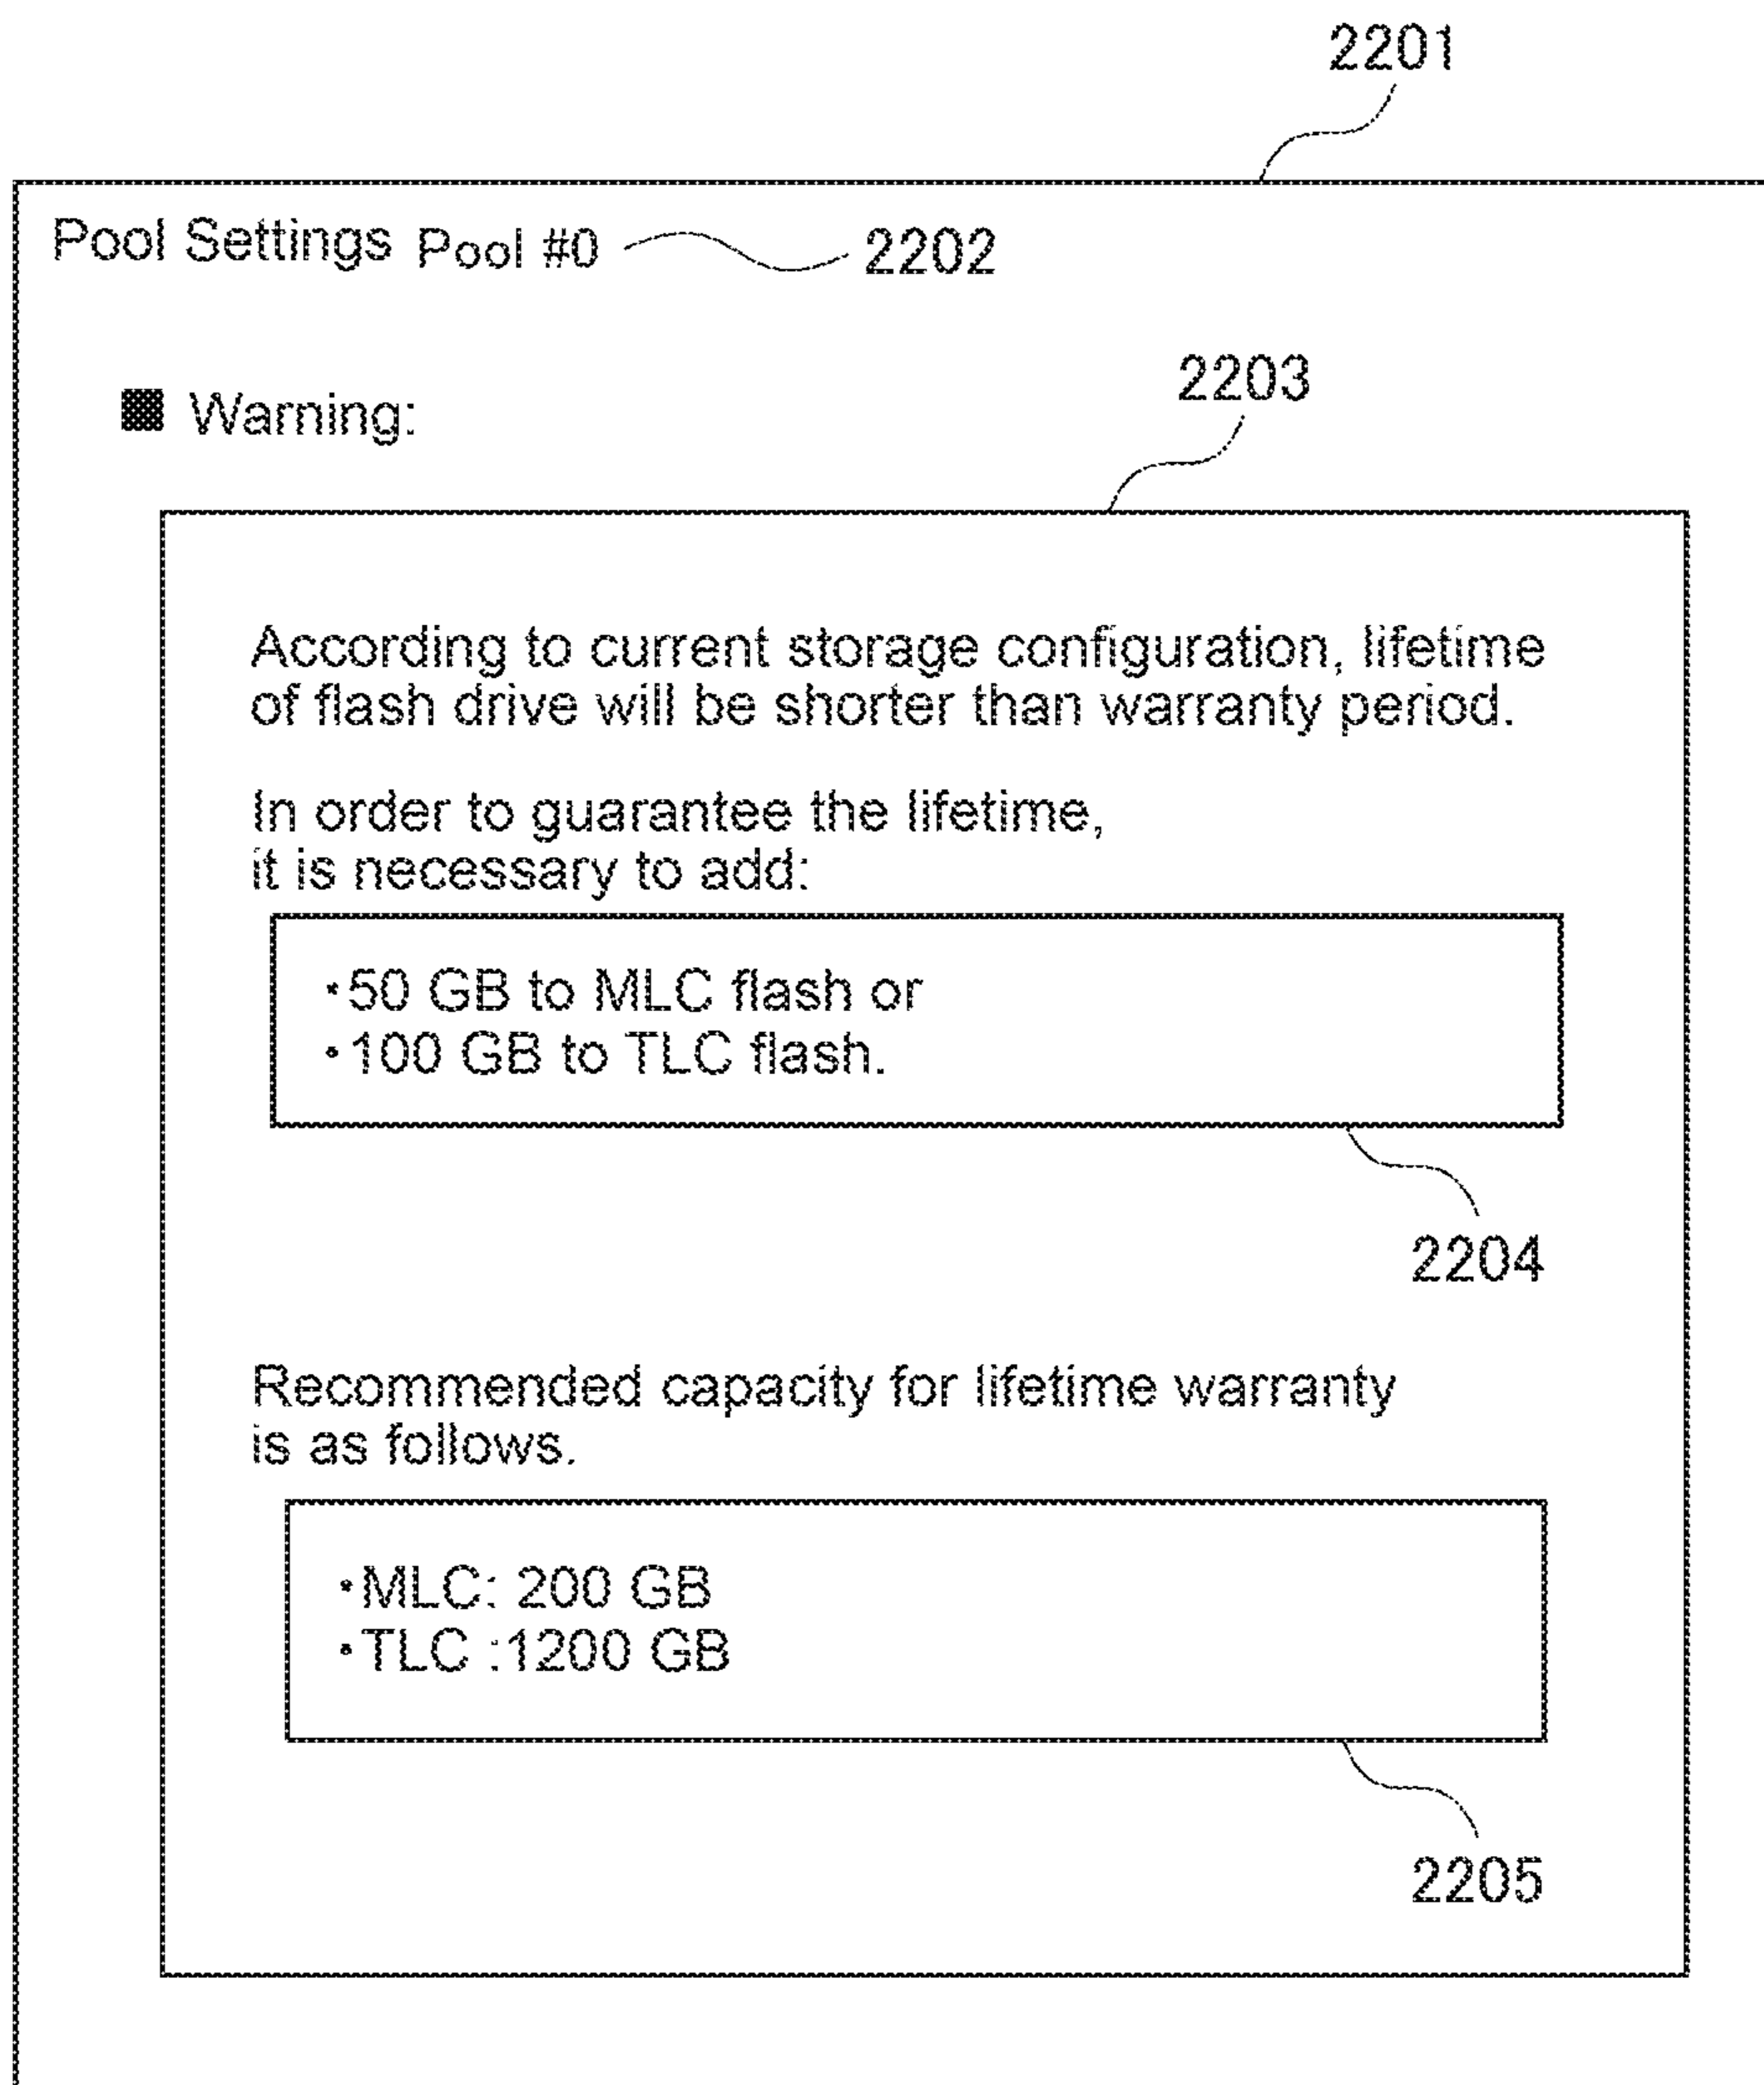 2201
Pool Settings Pool #0 2202
2203
■ Warning:
According to current storage configuration, lifetime
of flash drive will be shorter than warranty period.
In order to guarantee the lifetime,
it is necessary to add:
・50 GB to MLC flash or
・100 GB to TLC flash.
2204
Recommended capacity for lifetime warranty
is as follows.
・MLC: 200 GB
・TLC :1200 GB
2205